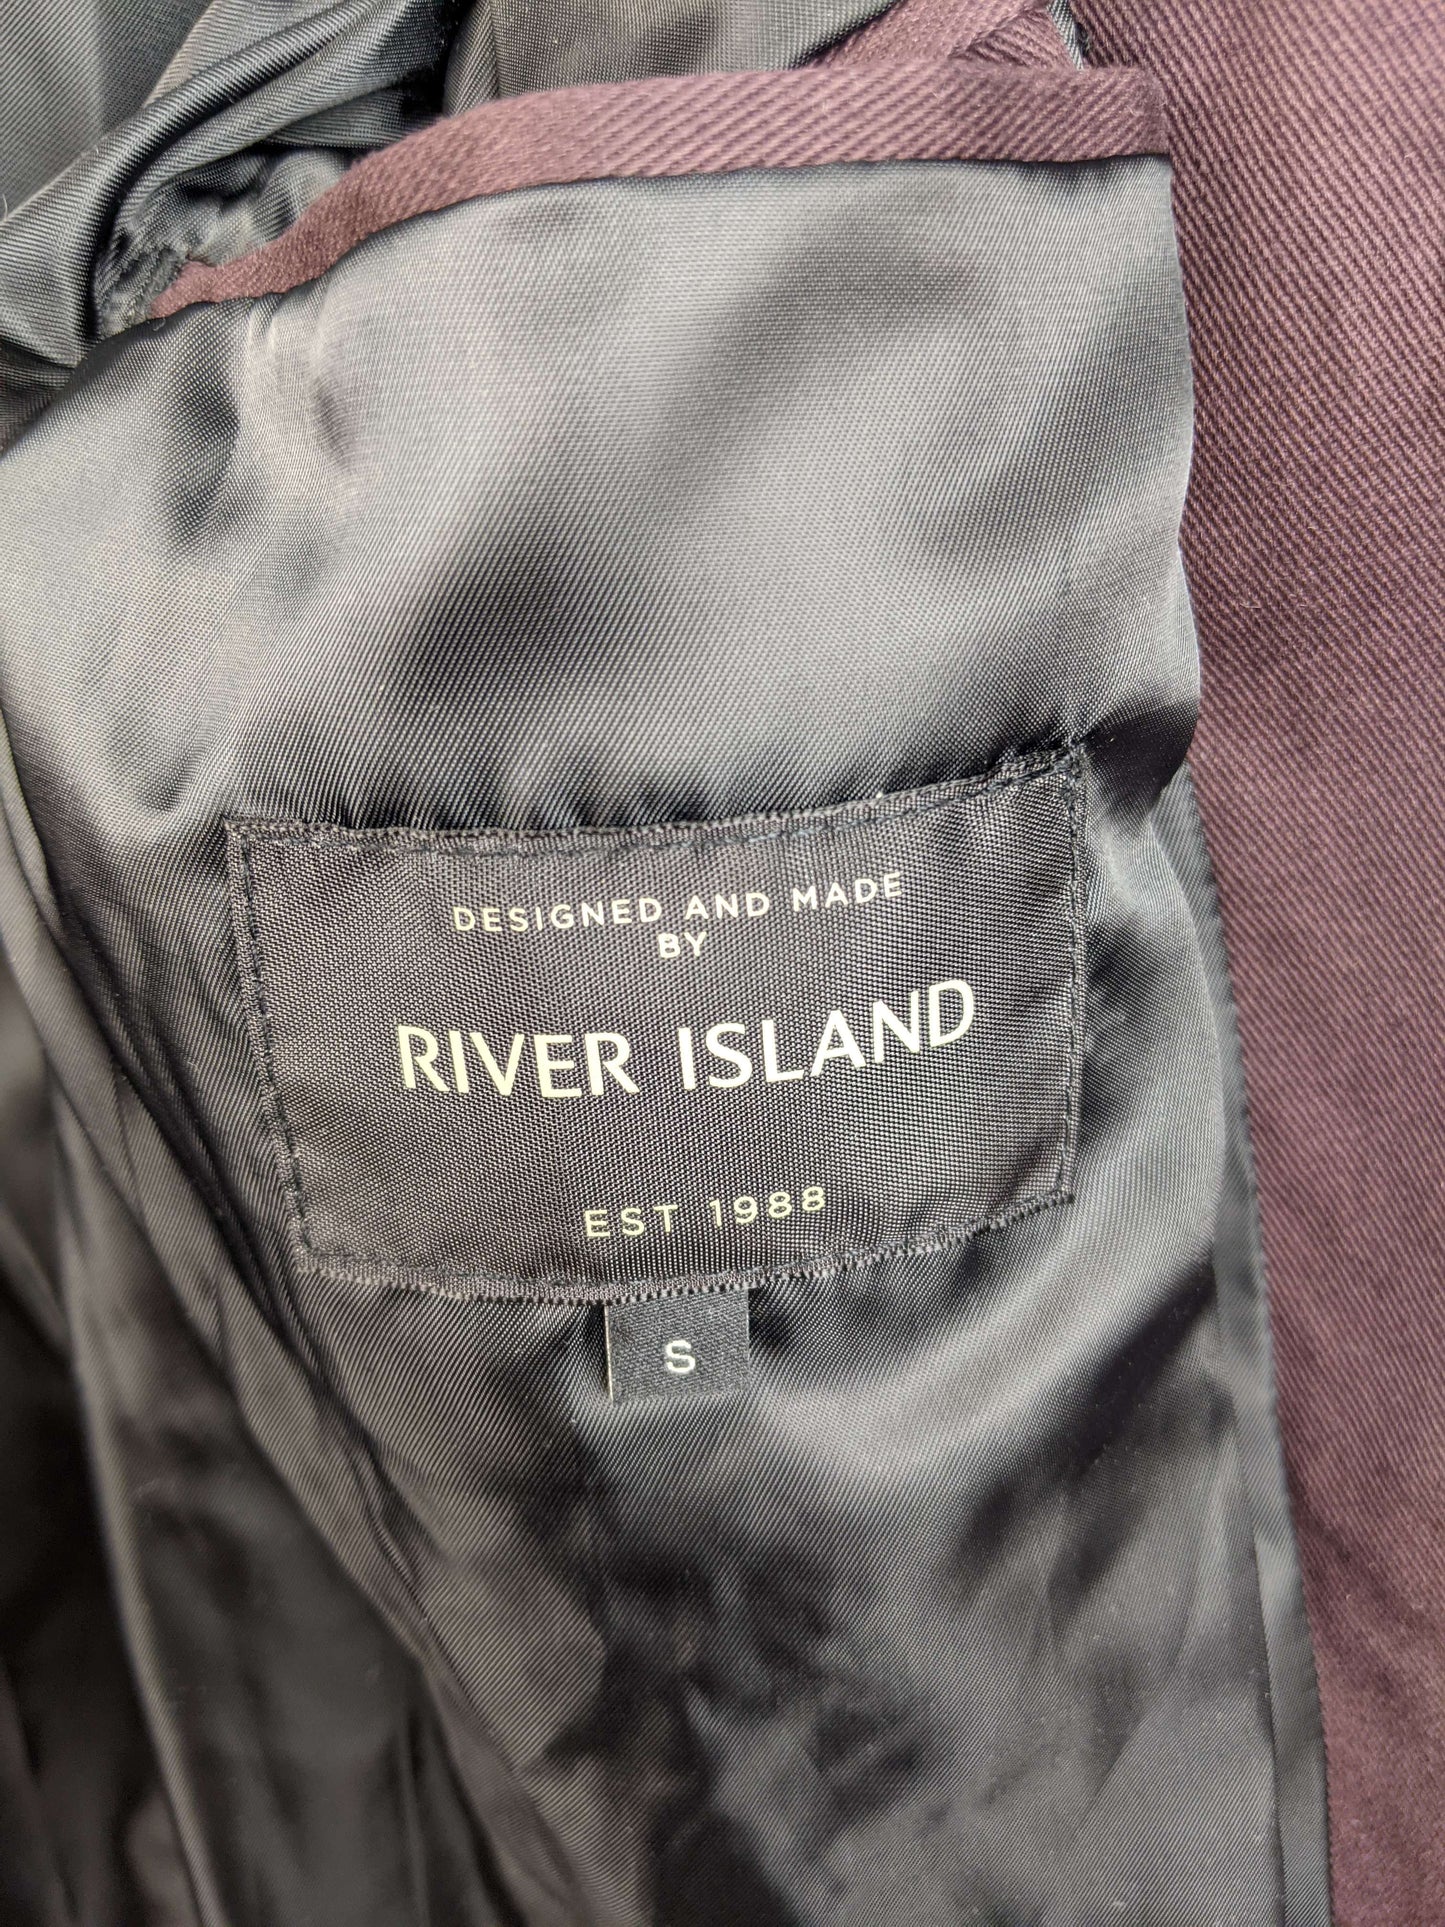 DESIGNED AND MADE
BY
RIVER ISLAND
EST 1988
S